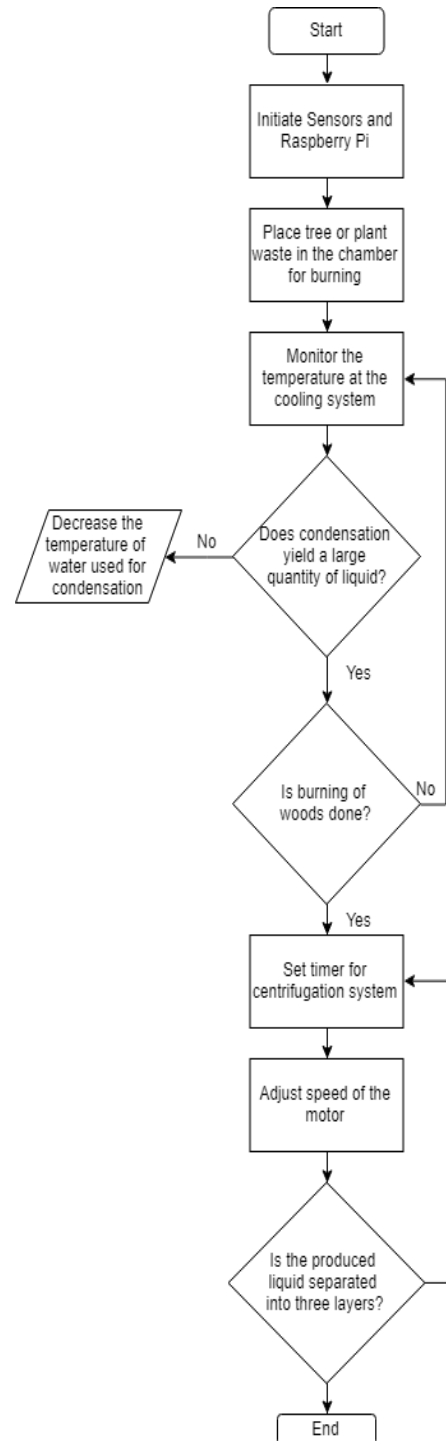 Start
Initiate Sensors and
Raspberry Pi
Place tree or plant
waste in the chamber
for burning
Monitor the
temperature at the
cooling system
Does condensation
yield a large
quantity of liquid?
No
Decrease the
temperature of
water used for
condensation
Yes
Is burning of
woods done?
No
Yes
Set timer for
centrifugation system
Adjust speed of the
motor
Is the produced
liquid separated
into three layers?
End